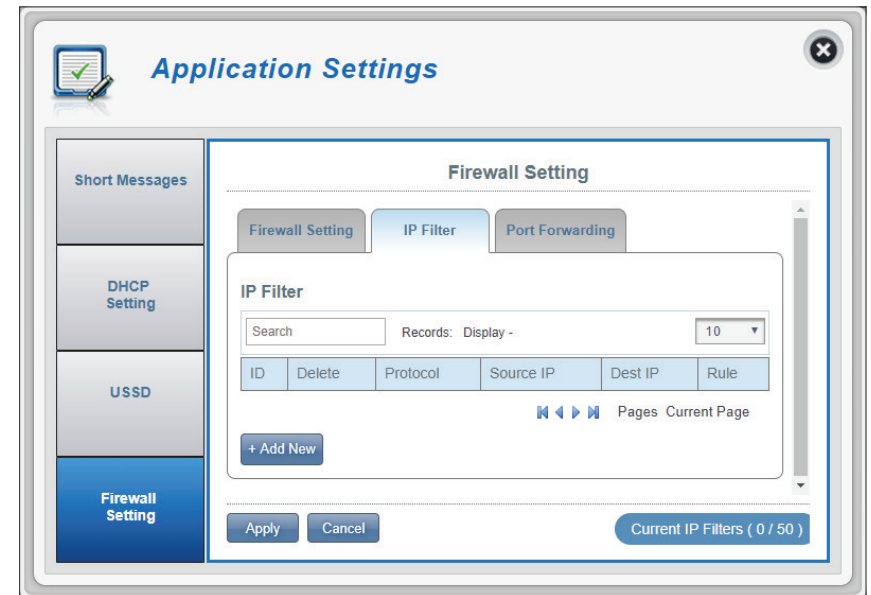 Application Settings
Short Messages
DHCP
Setting
USSD
Firewall
Setting
Firewall Setting
Firewall Setting IP Filter Port Forwarding
IP Filter
Search Records: Display - 10
ID Delete Protocol Source IP Dest IP Rule
Pages Current Page
+ Add New
Apply Cancel Current IP Filters ( 0 / 50 )